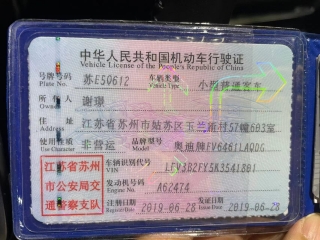 中华人民共和国机动车行驶证
Vehicle License of the People's Republic of China
号牌号码 苏E5Q612 车辆类型 小型普通客车
Plate No. Vehicle Type
所有人 谢璟
Owner
住址 江苏省苏州市姑苏区玉兰新村57幢603室
Address
使用性质 非营运 品牌型号 奥迪牌FV6461LAQDG
Use Character Model
江苏省苏州 车辆识别代号
VIN
市公安局交 发动机号码 A62474
Engine No.
通警察支队 注册日期 2019-06-28 发证日期 2019-06-28
Register Date Issue Date